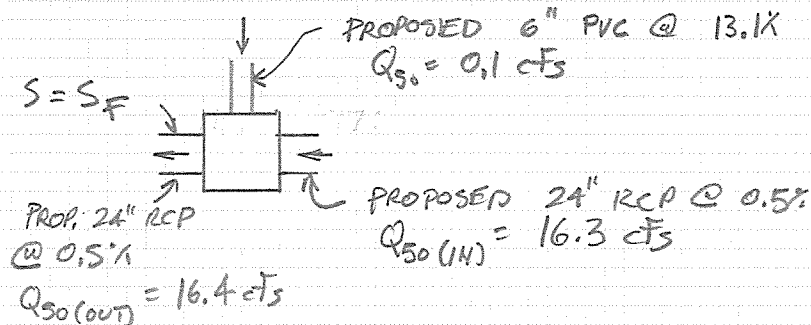 PROPOSED 6" PVC @ 13.1%
Q50 = 0.1 cfs
S = SF
PROPOSED 24" RCP @ 0.5%
Q50 (IN) = 16.3 cfs
PROP. 24" RCP
@ 0.5%
Q50 (OUT) = 16.4 cfs